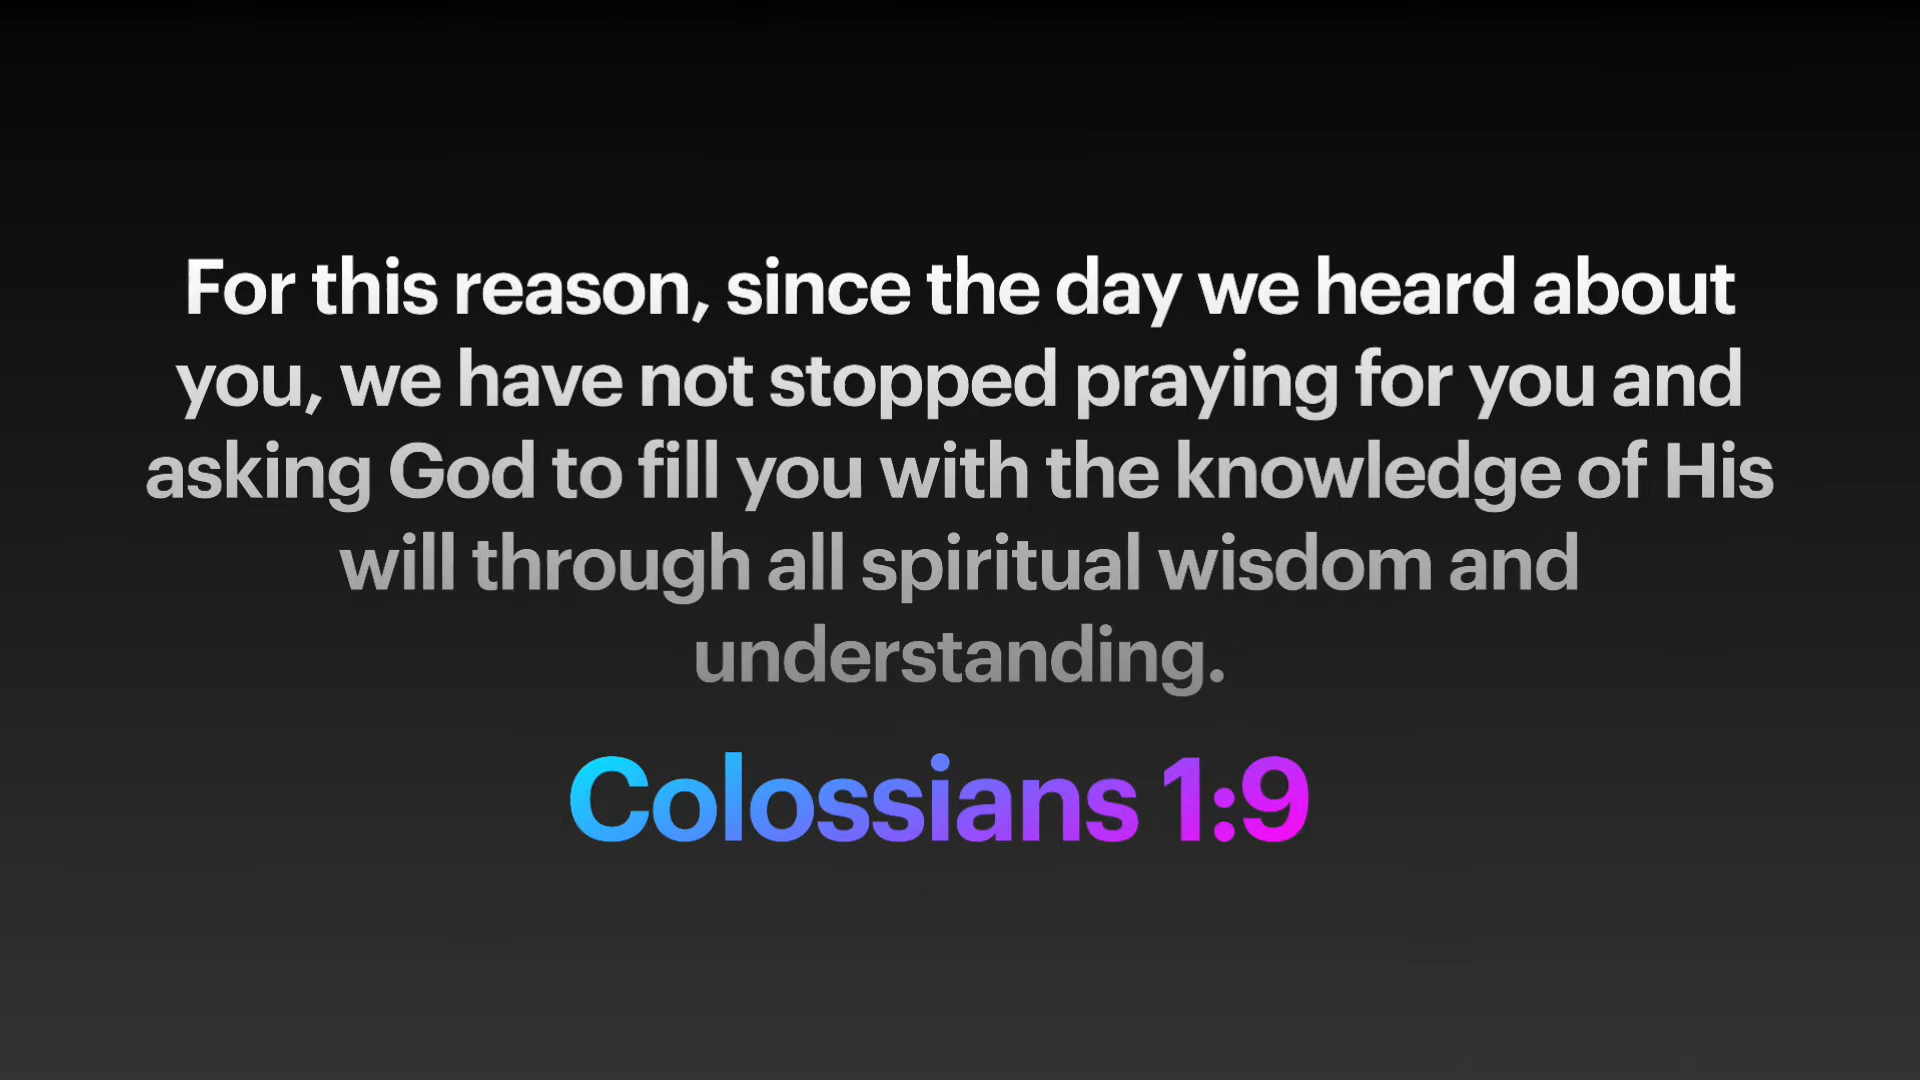 For this reason, since the day we heard about
you, we have not stopped praying for you and
asking God to fill you with the knowledge of His
will through all spiritual wisdom and
understanding.
Colossians 1:9